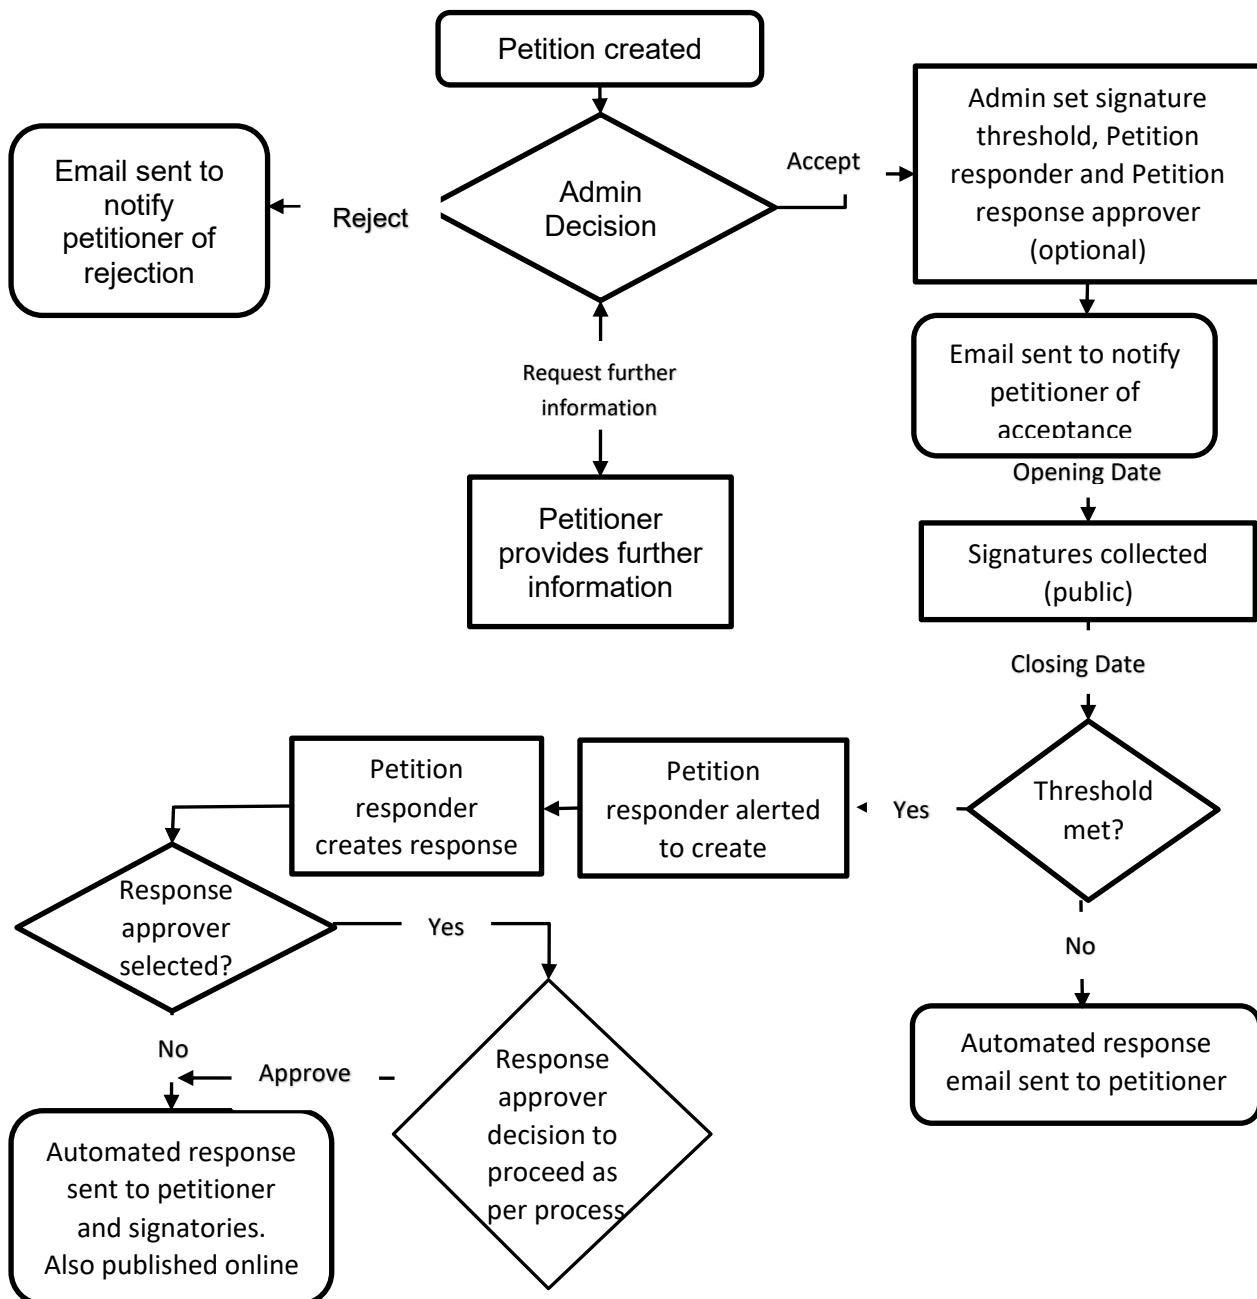 Petition created
Admin set signature
threshold, Petition
responder and Petition
response approver
(optional)
Email sent to
notify
petitioner of
rejection
Reject
Admin
Decision
Accept
Request further
information
Email sent to notify
petitioner of
acceptance
Opening Date
Petitioner
provides further
information
Signatures collected
(public)
Closing Date
Threshold
met?
Yes
Petition
responder alerted
to create
Petition
responder
creates response
Response
approver
selected?
Yes
No
No
Approve
Response
approver
decision to
proceed as
per process
Automated response
email sent to petitioner
Automated response
sent to petitioner
and signatories.
Also published online